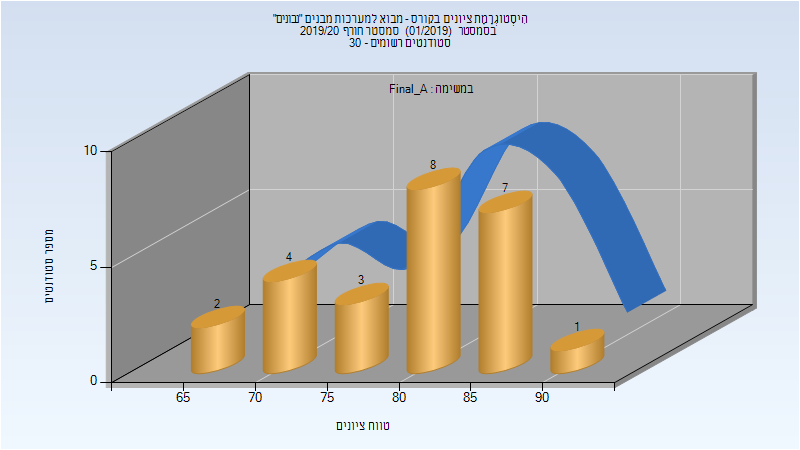 היסטוגרמת ציונים בקורס - מבוא למערכות מבנים "נבונים"
בסמסטר (01/2019) סמסטר חורף 2019/20
סטודנטים רשומים - 30
במשימה : Final_A
10
5
0
מספר סטודנטים
2
4
3
8
7
1
65
70
75
80
85
90
טווח ציונים